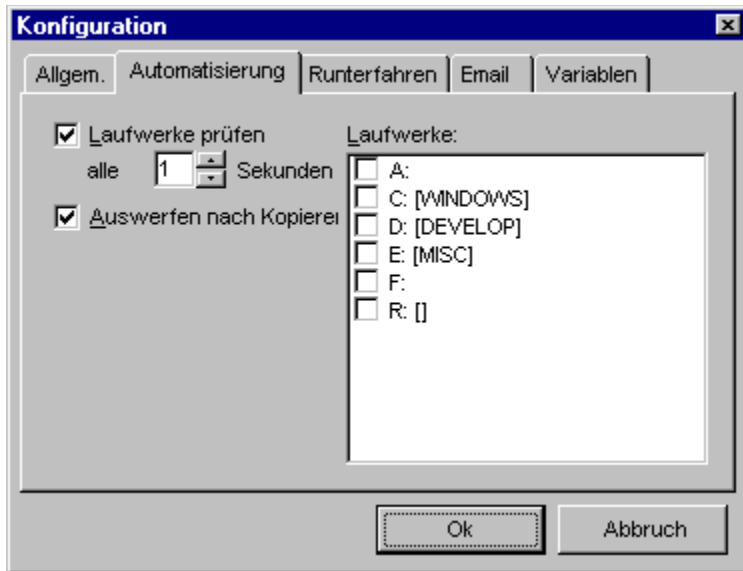 Konfiguration
Allgem. Automatisierung Runterfahren Email Variablen
Laufwerke prüfen
alle 1 Sekunden
Auswerfen nach Kopierer
Laufwerke:
A:
C: [WINDOWS]
D: [DEVELOP]
E: [MISC]
F:
R: []
Ok Abbruch